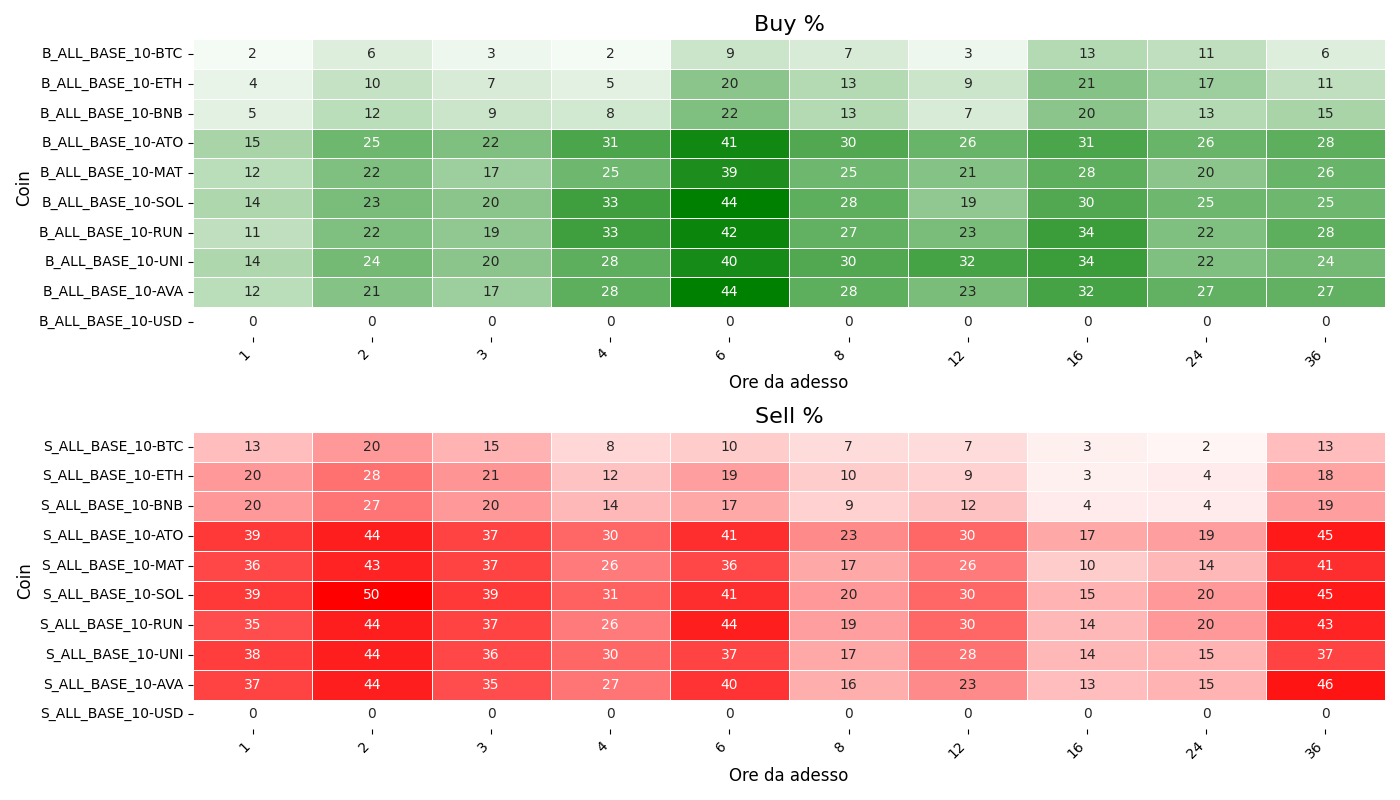 Buy %
Coin
B_ALL_BASE_10-BTC 2 6 3 2 9 7 3 13 11 6
B_ALL_BASE_10-ETH 4 10 7 5 20 13 9 21 17 11
B_ALL_BASE_10-BNB 5 12 9 8 22 13 7 20 13 15
B_ALL_BASE_10-ATO 15 25 22 31 41 30 26 31 26 28
B_ALL_BASE_10-MAT 12 22 17 25 39 25 21 28 20 26
B_ALL_BASE_10-SOL 14 23 20 33 44 28 19 30 25 25
B_ALL_BASE_10-RUN 11 22 19 33 42 27 23 34 22 28
B_ALL_BASE_10-UNI 14 24 20 28 40 30 32 34 22 24
B_ALL_BASE_10-AVA 12 21 17 28 44 28 23 32 27 27
B_ALL_BASE_10-USD 0 0 0 0 0 0 0 0 0 0
1 2 3 4 6 8 12 16 24 36
Ore da adesso
Sell %
Coin
S_ALL_BASE_10-BTC 13 20 15 8 10 7 7 3 2 13
S_ALL_BASE_10-ETH 20 28 21 12 19 10 9 3 4 18
S_ALL_BASE_10-BNB 20 27 20 14 17 9 12 4 4 19
S_ALL_BASE_10-ATO 39 44 37 30 41 23 30 17 19 45
S_ALL_BASE_10-MAT 36 43 37 26 36 17 26 10 14 41
S_ALL_BASE_10-SOL 39 50 39 31 41 20 30 15 20 45
S_ALL_BASE_10-RUN 35 44 37 26 44 19 30 14 20 43
S_ALL_BASE_10-UNI 38 44 36 30 37 17 28 14 15 37
S_ALL_BASE_10-AVA 37 44 35 27 40 16 23 13 15 46
S_ALL_BASE_10-USD 0 0 0 0 0 0 0 0 0 0
1 2 3 4 6 8 12 16 24 36
Ore da adesso